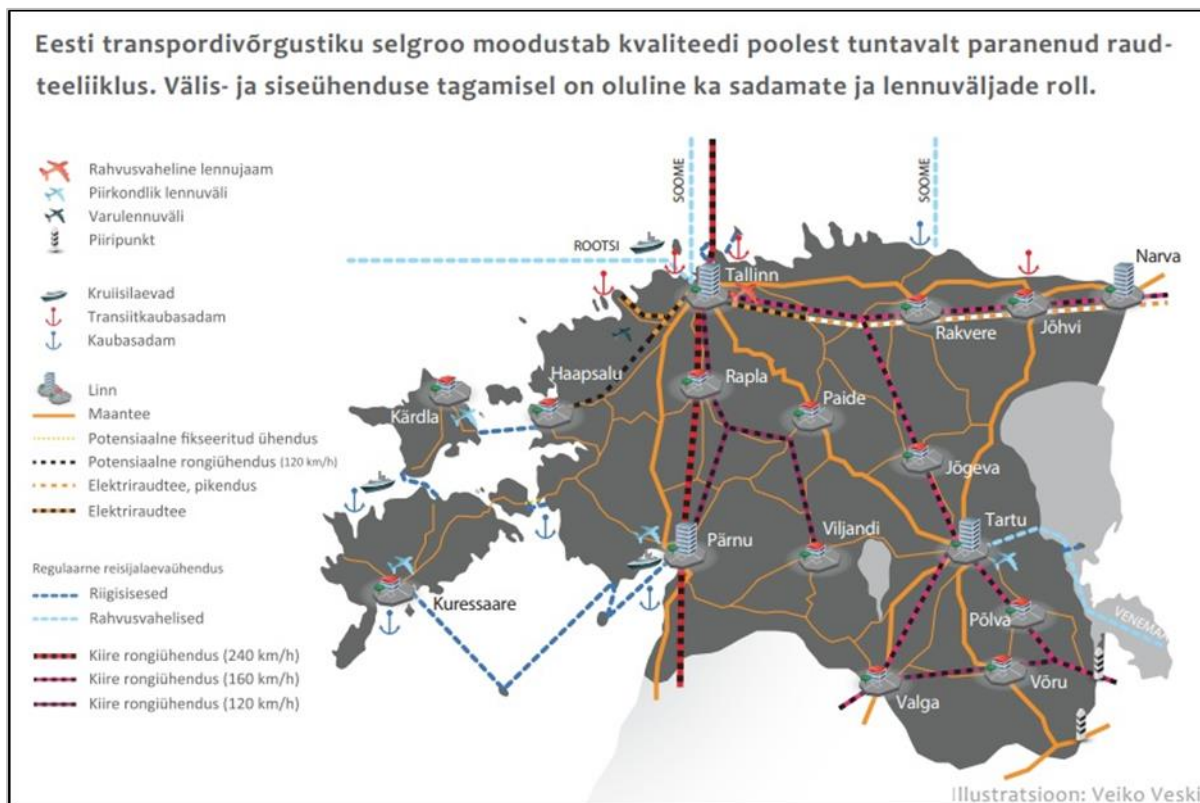 Eesti transpordivõrgustiku selgroo moodustab kvaliteedi poolest tuntavalt paranenud raud-
teeliiklus. Välis- ja siseühenduse tagamisel on oluline ka sadamate ja lennuväljade roll.
Rahvusvaheline lennujaam
Piirkondlik lennuväli
Varulennuväli
Piiripunkt
Kruiisilaevad
Transiitkaubasadam
Kaubasadam
Linn
Maantee
Potensiaalne fikseeritud ühendus
Potensiaalne rongiühendus (120 km/h)
Elektriraudtee, pikendus
Elektriraudtee
Regulaarne reisijalaevaühendus
Riigisisesed
Rahvusvahelised
Kiire rongiühendus (240 km/h)
Kiire rongiühendus (160 km/h)
Kiire rongiühendus (120 km/h)
SOOME
SOOME
ROOTSI
Tallinn
Narva
Rakvere
Jõhvi
Haapsalu
Rapla
Paide
Kärdla
Jõgeva
Pärnu
Viljandi
Tartu
Kuressaare
Põlva
VENEMAA
Võru
Valga
Illustratsioon: Veiko Veski